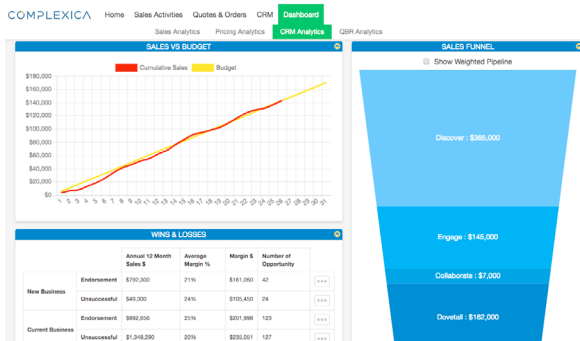 COMPLEXICA Home Sales Activities Quotes & Orders CRM Dashboard
Sales Analytics Pricing Analytics CRM Analytics QBR Analytics
SALES VS BUDGET
Cumulative Sales Budget
$180,000
$160,000
$140,000
$120,000
$100,000
$80,000
$60,000
$40,000
$20,000
$0
1 2 3 4 5 6 7 8 9 10 11 12 13 14 15 16 17 18 19 20 21 22 23 24 25 26 27 28 29 30 31
WINS & LOSSES
Annual 12 Month Sales $ Average Margin % Margin $ Number of Opportunity
New Business
Endorsement $792,300 21% $161,050 42
Unsuccessful $49,300 24% $105,450 24
Current Business
Endorsement $892,656 25% $201,998 123
Unsuccessful $1,348,290 20% $235,051 127
SALES FUNNEL
Show Weighted Pipeline
Discover : $365,000
Engage : $145,000
Collaborate : $7,000
Dovetail : $162,000